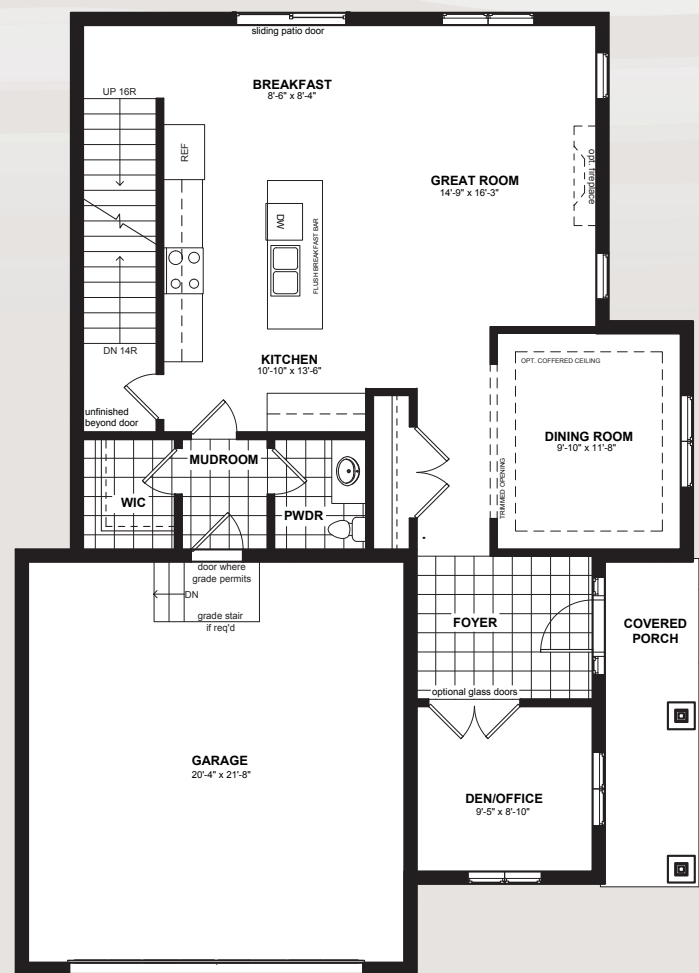 sliding patio door
BREAKFAST
8'-6" x 8'-4"
UP 16R
REF
GREAT ROOM
14'-9" x 16'-3"
opt. fireplace
DW
FLUSH BREAKFAST BAR
DN 14R
KITCHEN
10'-10" x 13'-6"
OPT. COFFERED CEILING
unfinished
beyond door
DINING ROOM
9'-10" x 11'-8"
TRIMMED OPENING
MUDROOM
WIC
PWDR
door where
grade permits
DN
grade stair
if req'd
FOYER
COVERED
PORCH
optional glass doors
GARAGE
20'-4" x 21'-8"
DEN/OFFICE
9'-5" x 8'-10"